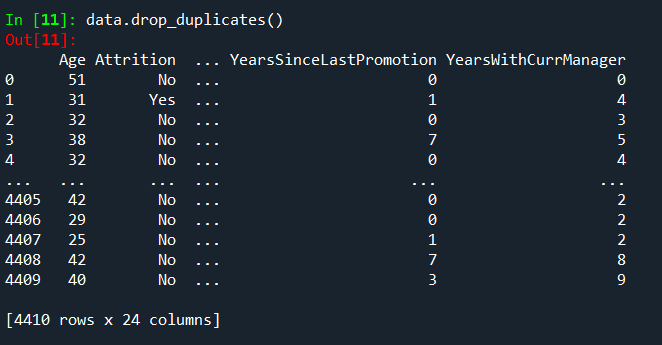 In [11]: data.drop_duplicates()
Out[11]:
      Age Attrition  ... YearsSinceLastPromotion YearsWithCurrManager
0      51        No  ...                       0                    0
1      31       Yes  ...                       1                    4
2      32        No  ...                       0                    3
3      38        No  ...                       7                    5
4      32        No  ...                       0                    4
...   ...       ...  ...                     ...                  ...
4405   42        No  ...                       0                    2
4406   29        No  ...                       0                    2
4407   25        No  ...                       1                    2
4408   42        No  ...                       7                    8
4409   40        No  ...                       3                    9
[4410 rows x 24 columns]